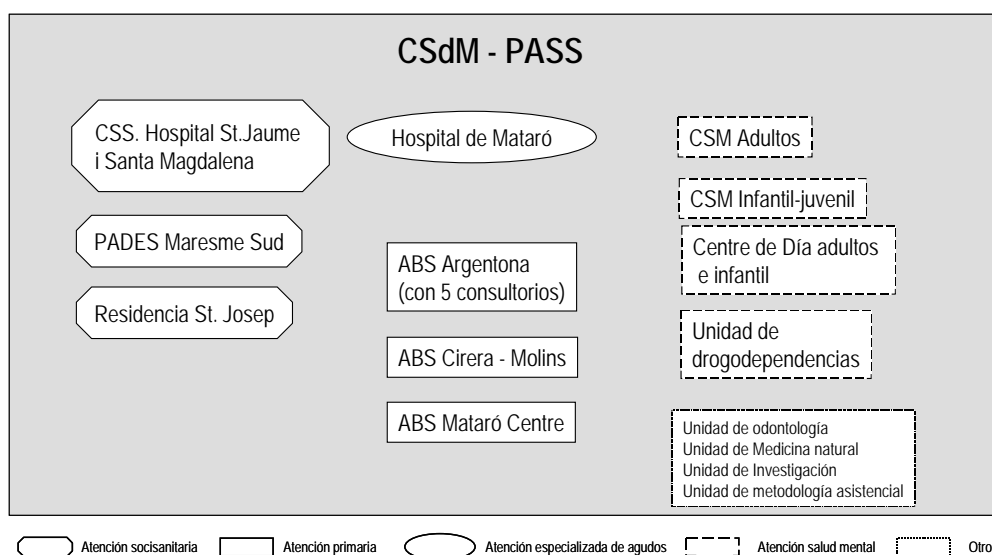 CSdM - PASS
CSS. Hospital St.Jaume
i Santa Magdalena
PADES Maresme Sud
Residencia St. Josep
Hospital de Mataró
ABS Argentona
(con 5 consultorios)
ABS Cirera - Molins
ABS Mataró Centre
CSM Adultos
CSM Infantil-juvenil
Centre de Día adultos
e infantil
Unidad de
drogodependencias
Unidad de odontología
Unidad de Medicina natural
Unidad de Investigación
Unidad de metodología asistencial
Atención socisanitaria
Atención primaria
Atención especializada de agudos
Atención salud mental
Otro